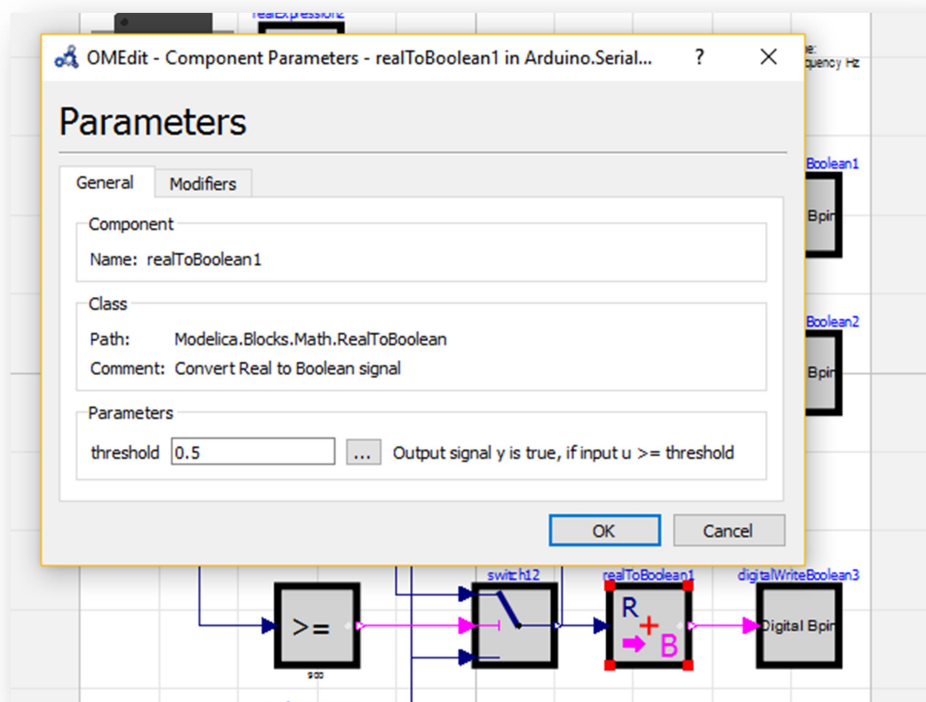 realExpression2
OMEdit - Component Parameters - realToBoolean1 in Arduino.Serial... ?
Parameters
General Modifiers
Component
Name: realToBoolean1
Class
Path: Modelica.Blocks.Math.RealToBoolean
Comment: Convert Real to Boolean signal
Parameters
threshold 0.5 ... Output signal y is true, if input u >= threshold
OK Cancel
Hz
Boolean1
Bpin
Boolean2
Bpin
switch12 realToBoolean1 digitalWriteBoolean3
>=
R
B
Digital Bpin
900